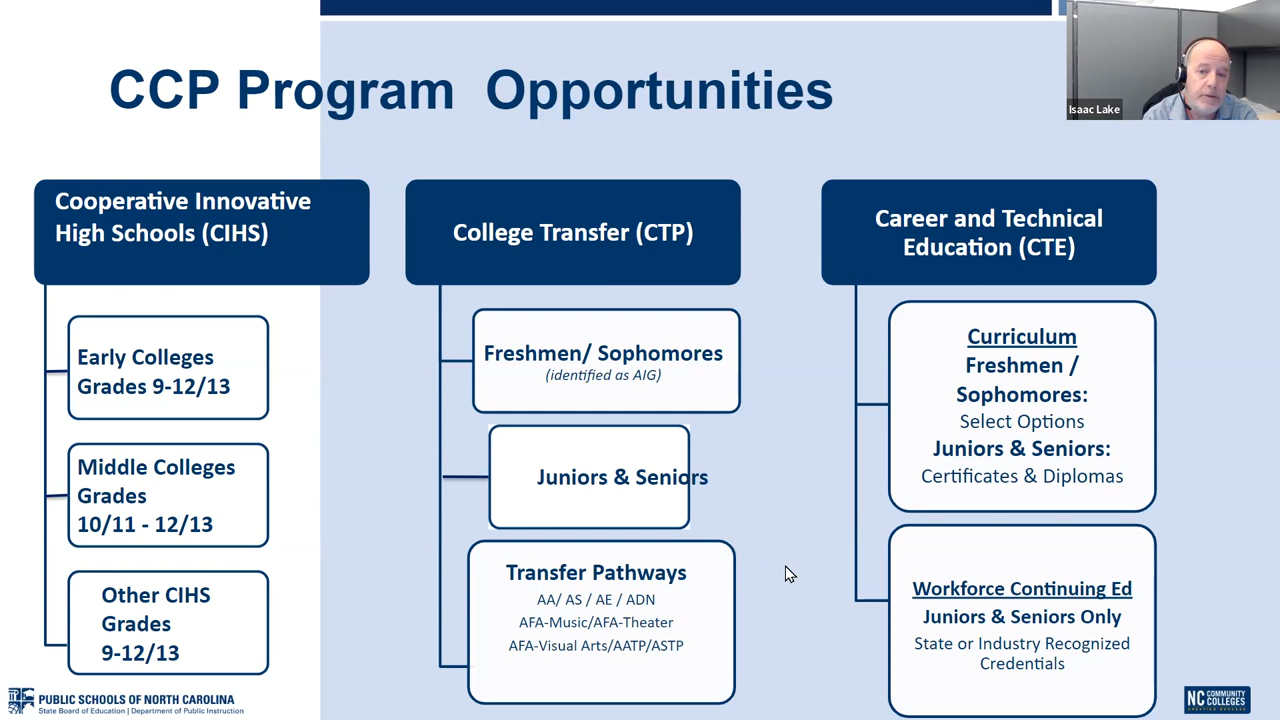 CCP Program  Opportunities
Isaac Lake
Cooperative Innovative
High Schools (CIHS)
Early Colleges
Grades 9-12/13
Middle Colleges
Grades
10/11 - 12/13
Other CIHS
Grades
9-12/13
College Transfer (CTP)
Freshmen/ Sophomores
(identified as AIG)
Juniors & Seniors
Transfer Pathways
AA/ AS / AE / ADN
AFA-Music/AFA-Theater
AFA-Visual Arts/AATP/ASTP
Career and Technical
Education (CTE)
Curriculum
Freshmen /
Sophomores:
Select Options
Juniors & Seniors:
Certificates & Diplomas
Workforce Continuing Ed
Juniors & Seniors Only
State or Industry Recognized
Credentials
PUBLIC SCHOOLS OF NORTH CAROLINA
State Board of Education | Department of Public Instruction
NC COMMUNITY
COLLEGES
CREATING SUCCESS